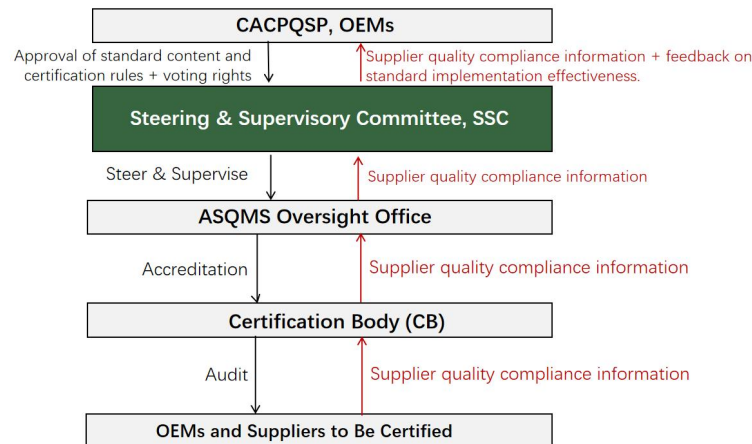 CACPQSP, OEMs
Approval of standard content and
certification rules + voting rights
Supplier quality compliance information + feedback on
standard implementation effectiveness.
Steering & Supervisory Committee, SSC
Steer & Supervise
Supplier quality compliance information
ASQMS Oversight Office
Accreditation
Supplier quality compliance information
Certification Body (CB)
Audit
Supplier quality compliance information
OEMs and Suppliers to Be Certified